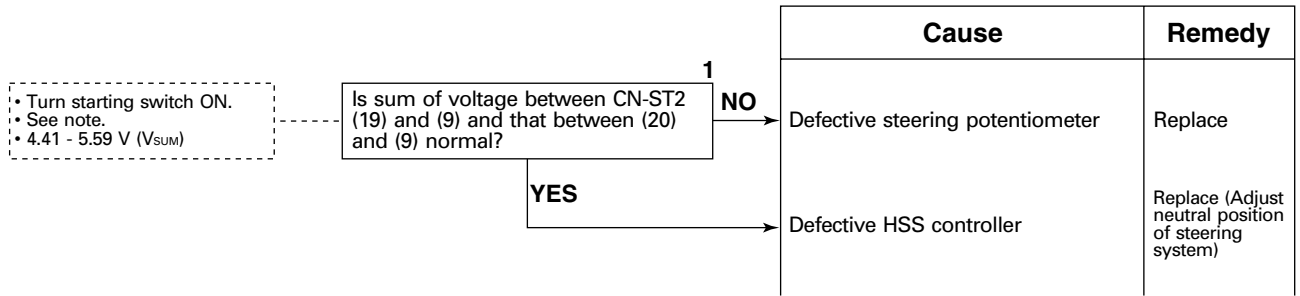 Cause
Remedy
1
• Turn starting switch ON.
• See note.
• 4.41 - 5.59 V (VSUM)
Is sum of voltage between CN-ST2
(19) and (9) and that between (20)
and (9) normal?
NO
Defective steering potentiometer
Replace
YES
Defective HSS controller
Replace (Adjust
neutral position
of steering
system)